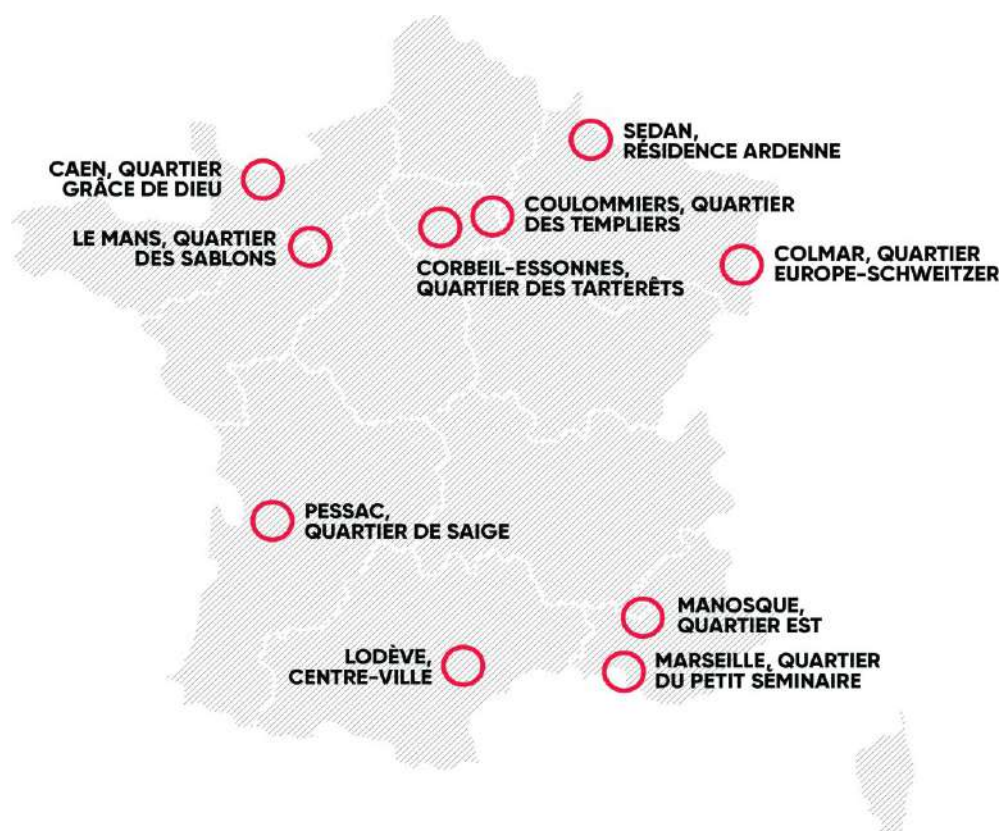 SEDAN,
RÉSIDENCE ARDENNE
CAEN, QUARTIER
GRÂCE DE DIEU
COULOMMIERS, QUARTIER
DES TEMPLIERS
LE MANS, QUARTIER
DES SABLONS
COLMAR, QUARTIER
EUROPE-SCHWEITZER
CORBEIL-ESSONNES,
QUARTIER DES TARTERÊTS
PESSAC,
QUARTIER DE SAIGE
MANOSQUE,
QUARTIER EST
LODÈVE,
CENTRE-VILLE
MARSEILLE, QUARTIER
DU PETIT SÉMINAIRE